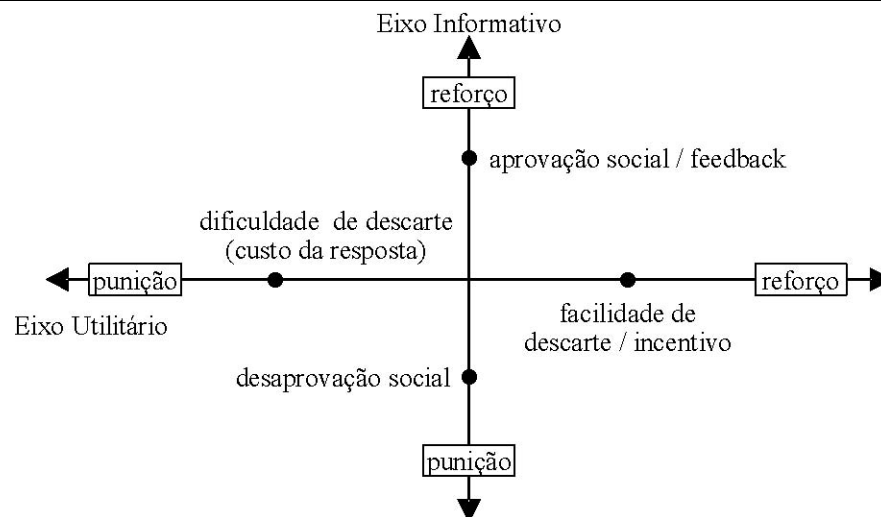 Eixo Informativo
reforço
aprovação social / feedback
dificuldade de descarte
(custo da resposta)
punição
reforço
Eixo Utilitário
facilidade de
descarte / incentivo
desaprovação social
punição